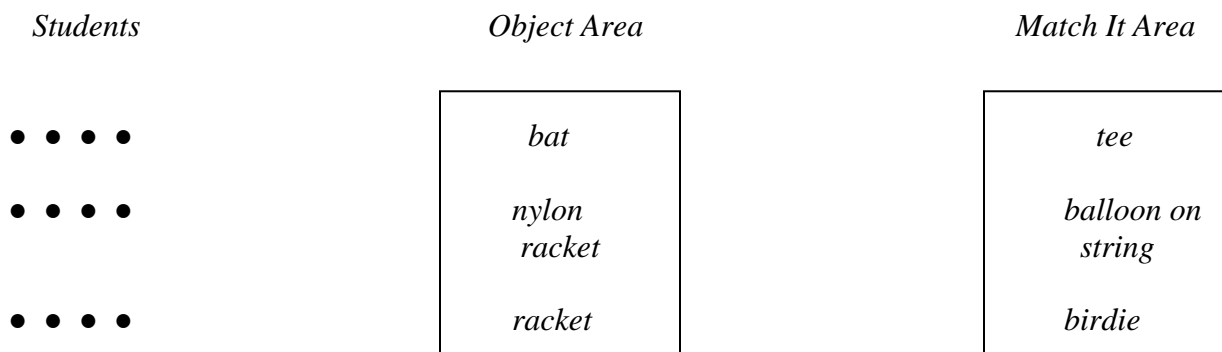 Students Object Area Match It Area
bat tee
nylon balloon on
racket string
racket birdie